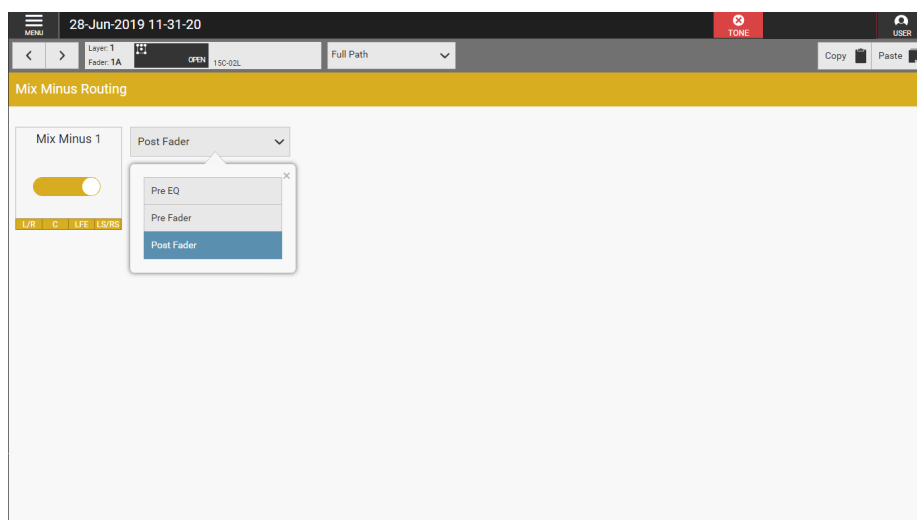 MENU
28-Jun-2019 11-31-20
TONE
USER
Layer: 1
Fader: 1A
OPEN
15C-02L
Full Path
Copy
Paste
Mix Minus Routing
Mix Minus 1
Post Fader
Pre EQ
Pre Fader
Post Fader
L/R C LFE LS/RS